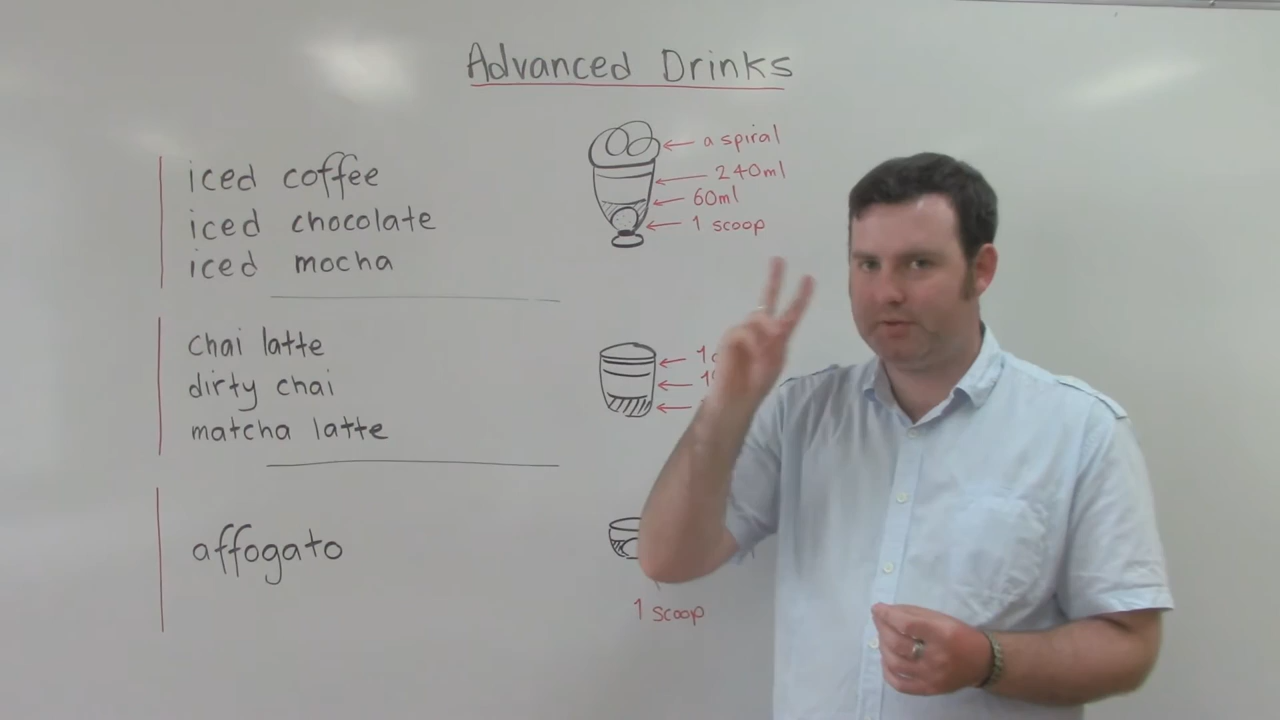 Advanced Drinks
iced coffee
iced chocolate
iced mocha
a spiral
240ml
60ml
1 scoop
chai latte
dirty chai
matcha latte
affogato
1 scoop